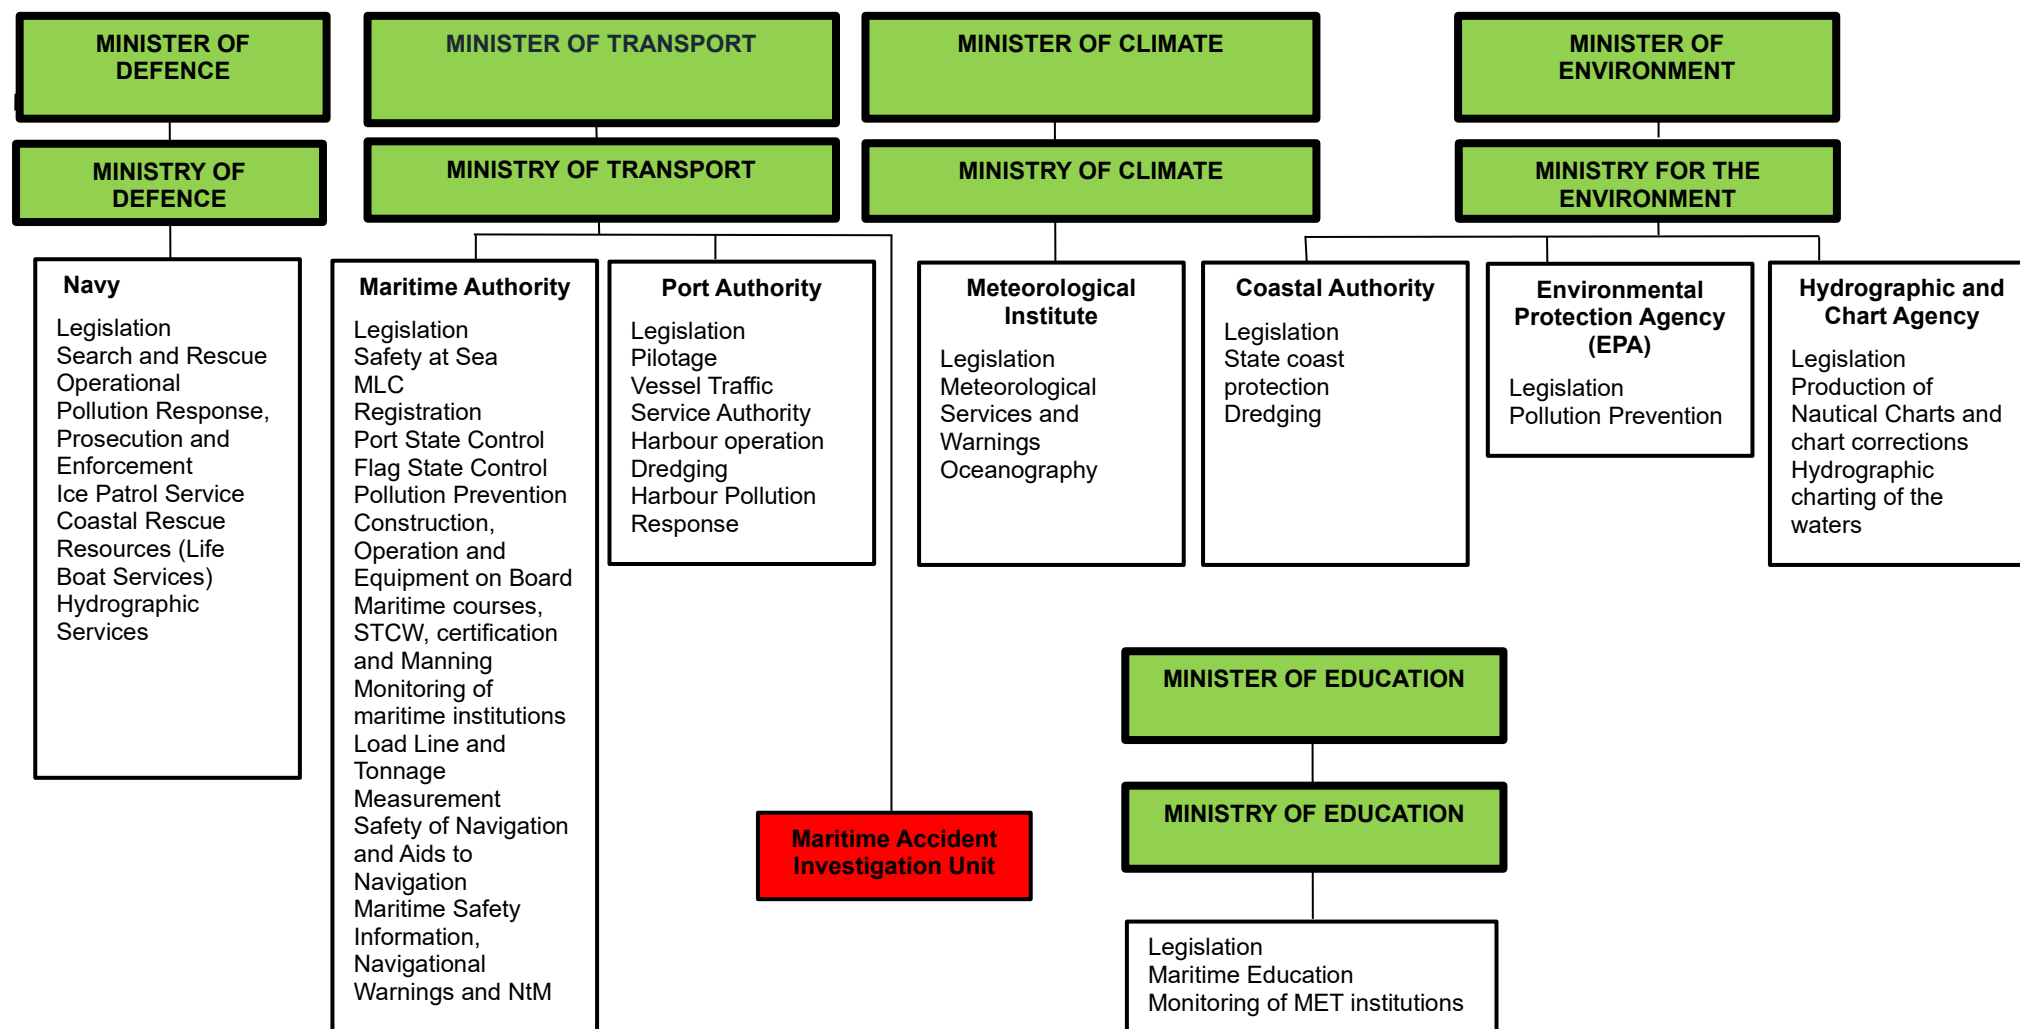 MINISTER OF
DEFENCE
MINISTER OF TRANSPORT
MINISTER OF CLIMATE
MINISTER OF
ENVIRONMENT
MINISTRY OF
DEFENCE
MINISTRY OF TRANSPORT
MINISTRY OF CLIMATE
MINISTRY FOR THE
ENVIRONMENT
Navy
Legislation
Search and Rescue
Operational
Pollution Response,
Prosecution and
Enforcement
Ice Patrol Service
Coastal Rescue
Resources (Life
Boat Services)
Hydrographic
Services
Maritime Authority
Legislation
Safety at Sea
MLC
Registration
Port State Control
Flag State Control
Pollution Prevention
Construction,
Operation and
Equipment on Board
Maritime courses,
STCW, certification
and Manning
Monitoring of
maritime institutions
Load Line and
Tonnage
Measurement
Safety of Navigation
and Aids to
Navigation
Maritime Safety
Information,
Navigational
Warnings and NtM
Port Authority
Legislation
Pilotage
Vessel Traffic
Service Authority
Harbour operation
Dredging
Harbour Pollution
Response
Maritime Accident
Investigation Unit
Meteorological
Institute
Legislation
Meteorological
Services and
Warnings
Oceanography
Coastal Authority
Legislation
State coast
protection
Dredging
Environmental
Protection Agency
(EPA)
Legislation
Pollution Prevention
Hydrographic and
Chart Agency
Legislation
Production of
Nautical Charts and
chart corrections
Hydrographic
charting of the
waters
MINISTER OF EDUCATION
MINISTRY OF EDUCATION
Legislation
Maritime Education
Monitoring of MET institutions